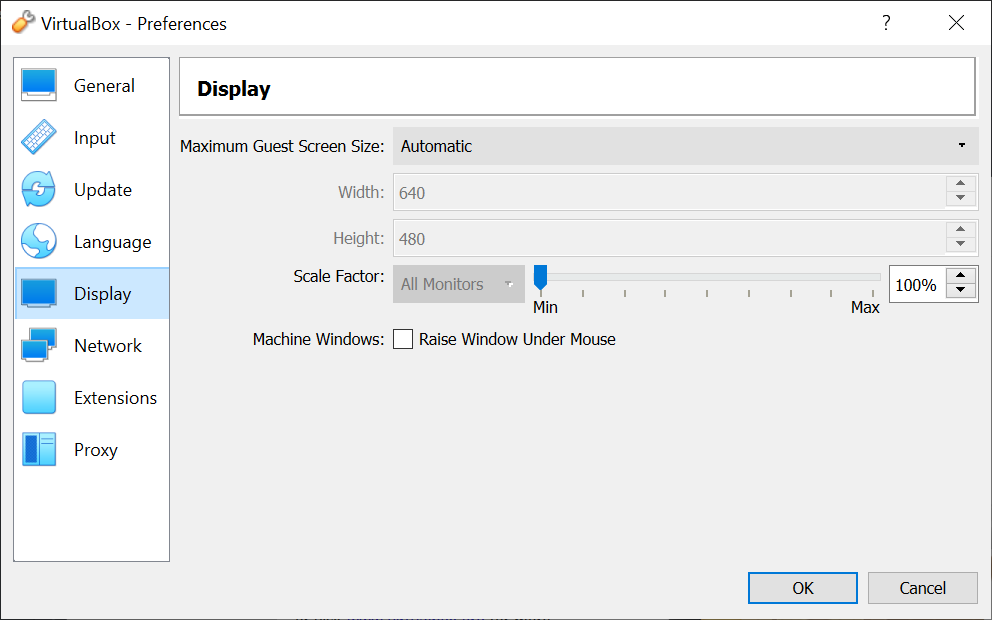 VirtualBox - Preferences ?
General
Input
Update
Language
Display
Network
Extensions
Proxy
Display
Maximum Guest Screen Size: Automatic
Width: 640
Height: 480
Scale Factor: All Monitors 100%
Min Max
Machine Windows: Raise Window Under Mouse
OK Cancel